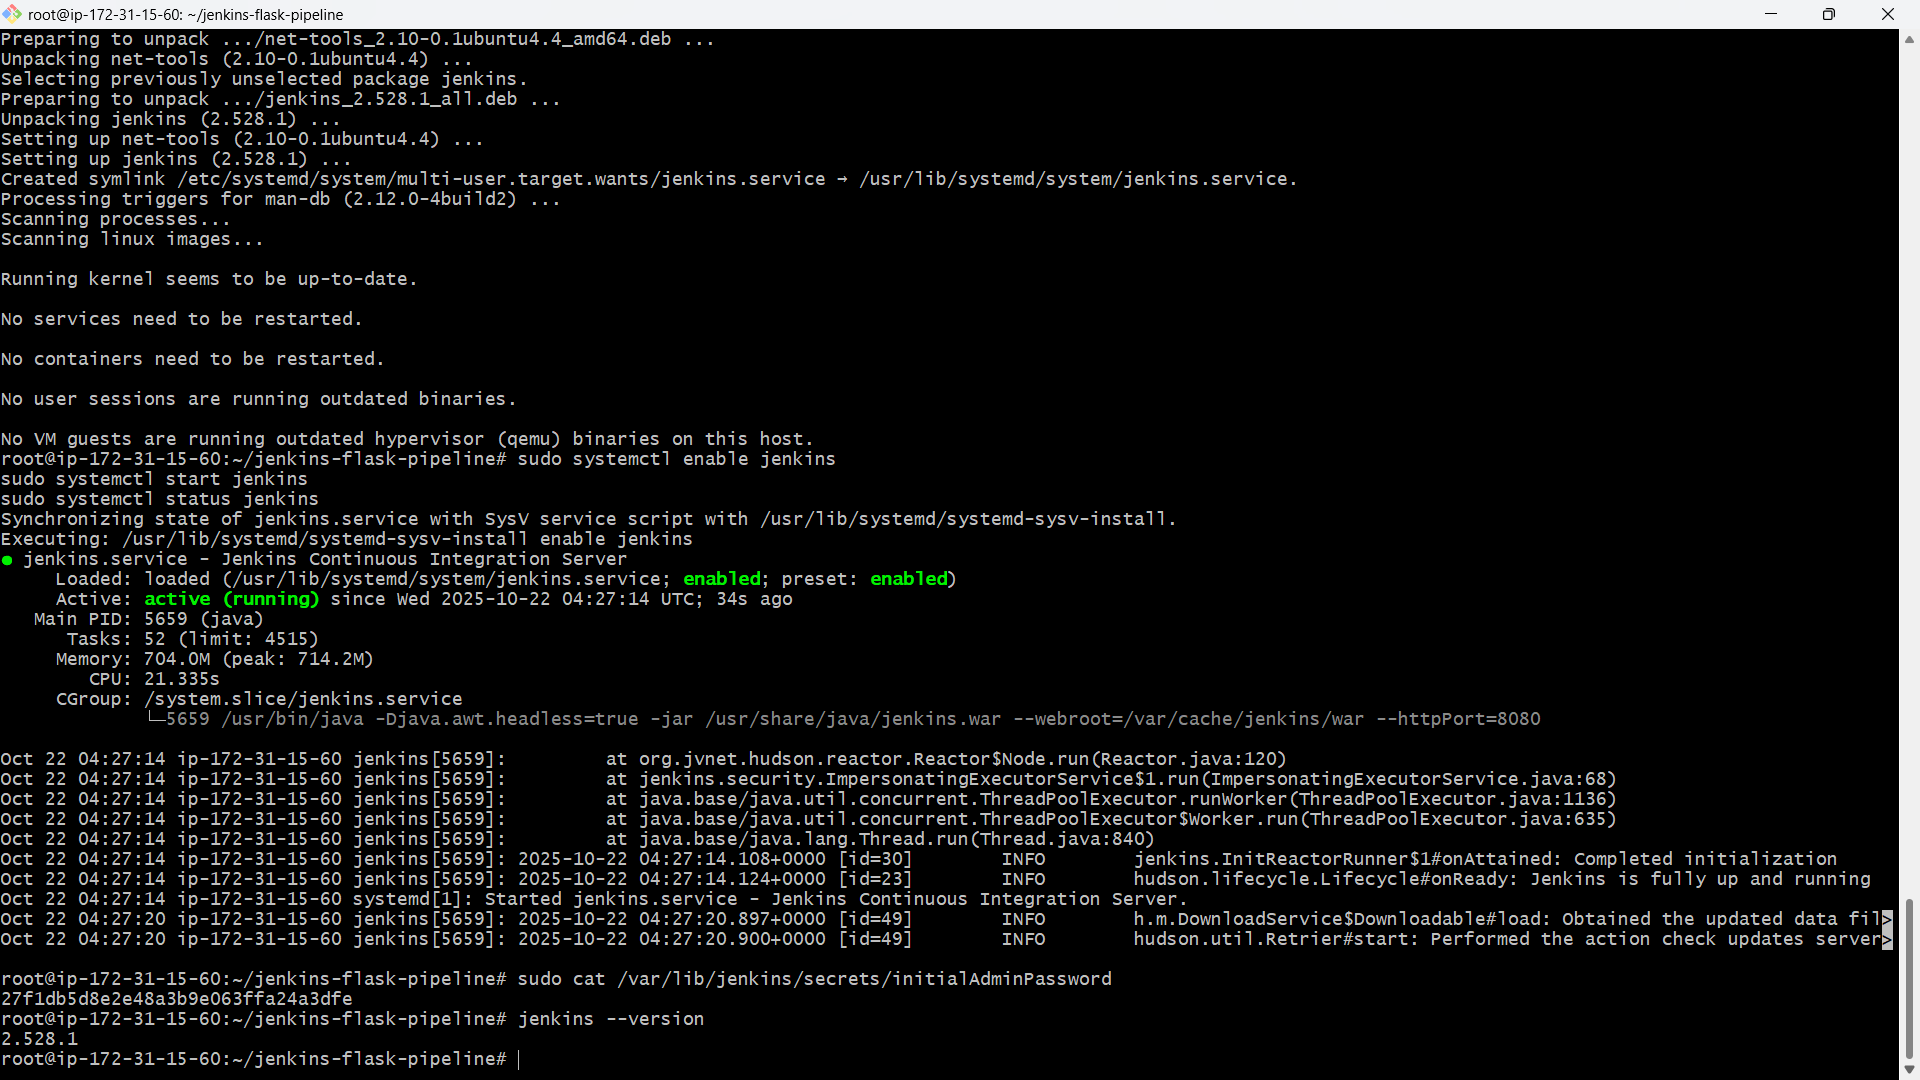 root@ip-172-31-15-60: ~/jenkins-flask-pipeline
Preparing to unpack .../net-tools_2.10-0.1ubuntu4.4_amd64.deb ...
Unpacking net-tools (2.10-0.1ubuntu4.4) ...
Selecting previously unselected package jenkins.
Preparing to unpack .../jenkins_2.528.1_all.deb ...
Unpacking jenkins (2.528.1) ...
Setting up net-tools (2.10-0.1ubuntu4.4) ...
Setting up jenkins (2.528.1) ...
Created symlink /etc/systemd/system/multi-user.target.wants/jenkins.service → /usr/lib/systemd/system/jenkins.service.
Processing triggers for man-db (2.12.0-4build2) ...
Scanning processes...
Scanning linux images...
Running kernel seems to be up-to-date.
No services need to be restarted.
No containers need to be restarted.
No user sessions are running outdated binaries.
No VM guests are running outdated hypervisor (qemu) binaries on this host.
root@ip-172-31-15-60:~/jenkins-flask-pipeline# sudo systemctl enable jenkins
sudo systemctl start jenkins
sudo systemctl status jenkins
Synchronizing state of jenkins.service with SysV service script with /usr/lib/systemd/systemd-sysv-install.
Executing: /usr/lib/systemd/systemd-sysv-install enable jenkins
● jenkins.service - Jenkins Continuous Integration Server
     Loaded: loaded (/usr/lib/systemd/system/jenkins.service; enabled; preset: enabled)
     Active: active (running) since Wed 2025-10-22 04:27:14 UTC; 34s ago
   Main PID: 5659 (java)
      Tasks: 52 (limit: 4515)
     Memory: 704.0M (peak: 714.2M)
        CPU: 21.335s
     CGroup: /system.slice/jenkins.service
             └─5659 /usr/bin/java -Djava.awt.headless=true -jar /usr/share/java/jenkins.war --webroot=/var/cache/jenkins/war --httpPort=8080
Oct 22 04:27:14 ip-172-31-15-60 jenkins[5659]:         at org.jvnet.hudson.reactor.Reactor$Node.run(Reactor.java:120)
Oct 22 04:27:14 ip-172-31-15-60 jenkins[5659]:         at jenkins.security.ImpersonatingExecutorService$1.run(ImpersonatingExecutorService.java:68)
Oct 22 04:27:14 ip-172-31-15-60 jenkins[5659]:         at java.base/java.util.concurrent.ThreadPoolExecutor.runWorker(ThreadPoolExecutor.java:1136)
Oct 22 04:27:14 ip-172-31-15-60 jenkins[5659]:         at java.base/java.util.concurrent.ThreadPoolExecutor$Worker.run(ThreadPoolExecutor.java:635)
Oct 22 04:27:14 ip-172-31-15-60 jenkins[5659]:         at java.base/java.lang.Thread.run(Thread.java:840)
Oct 22 04:27:14 ip-172-31-15-60 jenkins[5659]: 2025-10-22 04:27:14.108+0000 [id=30]        INFO        jenkins.InitReactorRunner$1#onAttained: Completed initialization
Oct 22 04:27:14 ip-172-31-15-60 jenkins[5659]: 2025-10-22 04:27:14.124+0000 [id=23]        INFO        hudson.lifecycle.Lifecycle#onReady: Jenkins is fully up and running
Oct 22 04:27:14 ip-172-31-15-60 systemd[1]: Started jenkins.service - Jenkins Continuous Integration Server.
Oct 22 04:27:20 ip-172-31-15-60 jenkins[5659]: 2025-10-22 04:27:20.897+0000 [id=49]        INFO        h.m.DownloadService$Downloadable#load: Obtained the updated data fil>
Oct 22 04:27:20 ip-172-31-15-60 jenkins[5659]: 2025-10-22 04:27:20.900+0000 [id=49]        INFO        hudson.util.Retrier#start: Performed the action check updates server>
root@ip-172-31-15-60:~/jenkins-flask-pipeline# sudo cat /var/lib/jenkins/secrets/initialAdminPassword
27f1db5d8e2e48a3b9e063ffa24a3dfe
root@ip-172-31-15-60:~/jenkins-flask-pipeline# jenkins --version
2.528.1
root@ip-172-31-15-60:~/jenkins-flask-pipeline#